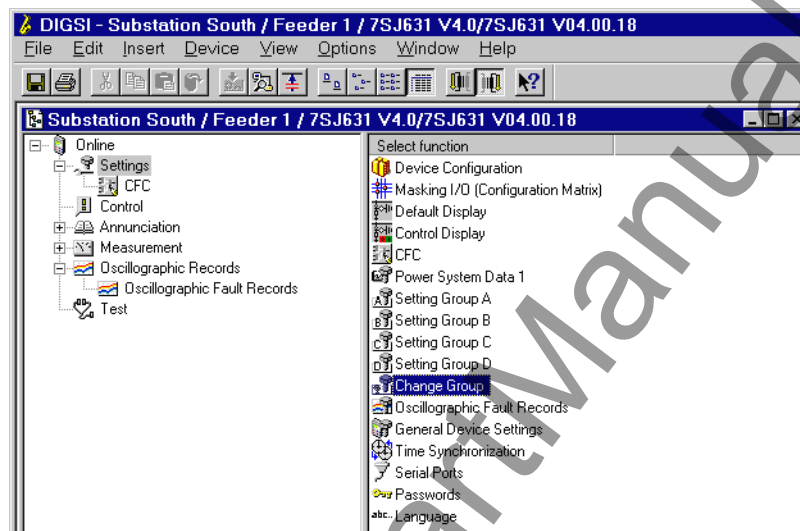 DIGSI - Substation South / Feeder 1 / 7SJ631 V4.0/7SJ631 V04.00.18
File Edit Insert Device View Options Window Help
Substation South / Feeder 1 / 7SJ631 V4.0/7SJ631 V04.00.18
Online
Settings
CFC
Control
Annunciation
Measurement
Oscillographic Records
Oscillographic Fault Records
Test
Select function
Device Configuration
Masking I/O (Configuration Matrix)
Default Display
Control Display
CFC
Power System Data 1
A Setting Group A
B Setting Group B
C Setting Group C
D Setting Group D
Change Group
Oscillographic Fault Records
General Device Settings
Time Synchronization
Serial Ports
Passwords
abc.. Language